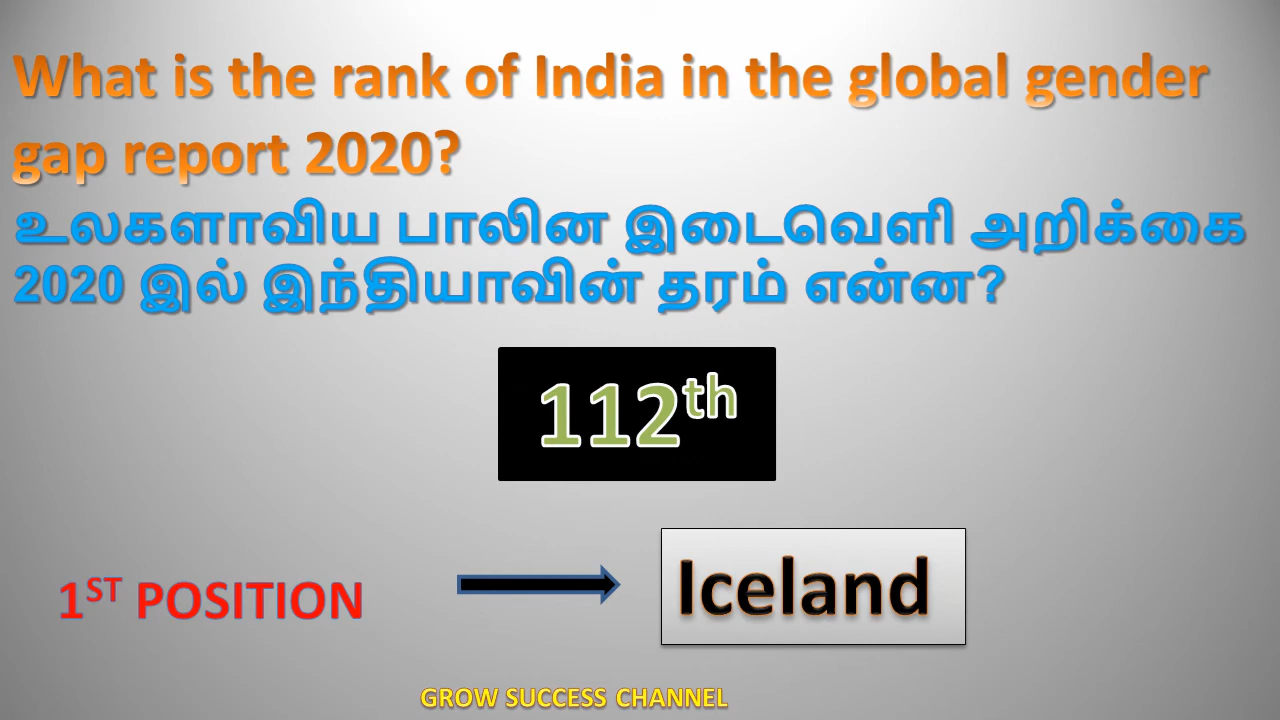 What is the rank of India in the global gender
gap report 2020?
உலகளாவிய பாலின இடைவெளி அறிக்கை
2020 இல் இந்தியாவின் தரம் என்ன?
112th
1ST POSITION
Iceland
GROW SUCCESS CHANNEL